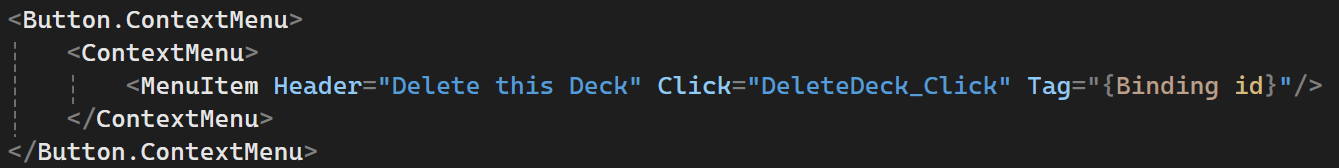 <Button.ContextMenu>
<ContextMenu>
<MenuItem Header="Delete this Deck" Click="DeleteDeck_Click" Tag="{Binding id}"/>
</ContextMenu>
</Button.ContextMenu>